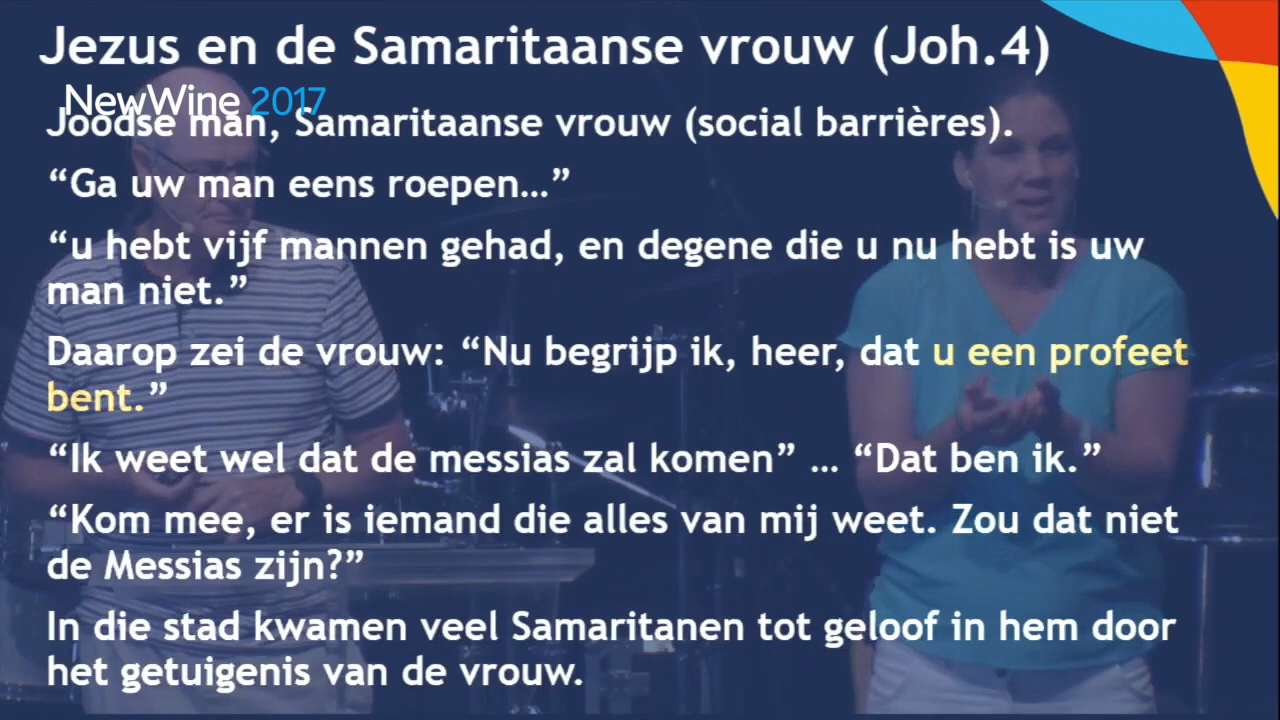 Jezus en de Samaritaanse vrouw (Joh.4)
NewWine 2017
Joodse man, Samaritaanse vrouw (social barrières).
“Ga uw man eens roepen…”
“u hebt vijf mannen gehad, en degene die u nu hebt is uw
man niet.”
Daarop zei de vrouw: “Nu begrijp ik, heer, dat u een profeet
bent.”
“Ik weet wel dat de messias zal komen” … “Dat ben ik.”
“Kom mee, er is iemand die alles van mij weet. Zou dat niet
de Messias zijn?”
In die stad kwamen veel Samaritanen tot geloof in hem door
het getuigenis van de vrouw.